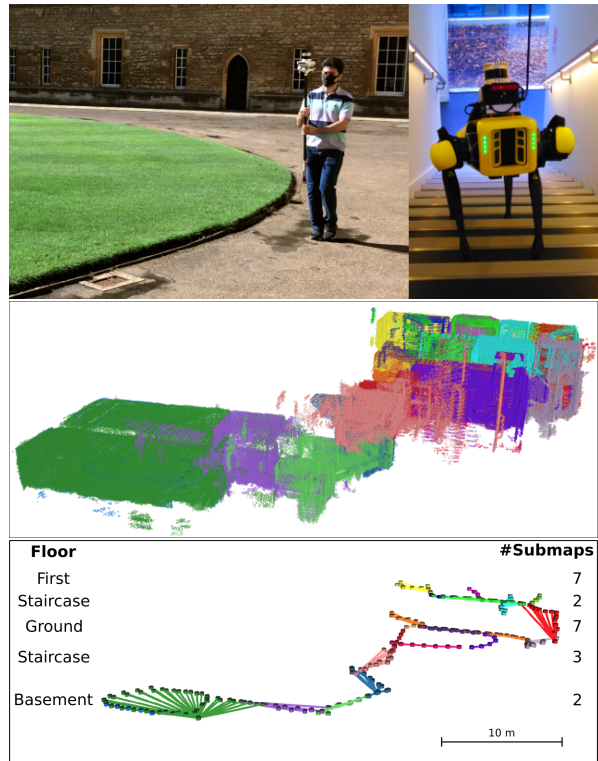 Floor #Submaps
First 7
Staircase 2
Ground 7
Staircase 3
Basement 2
10 m